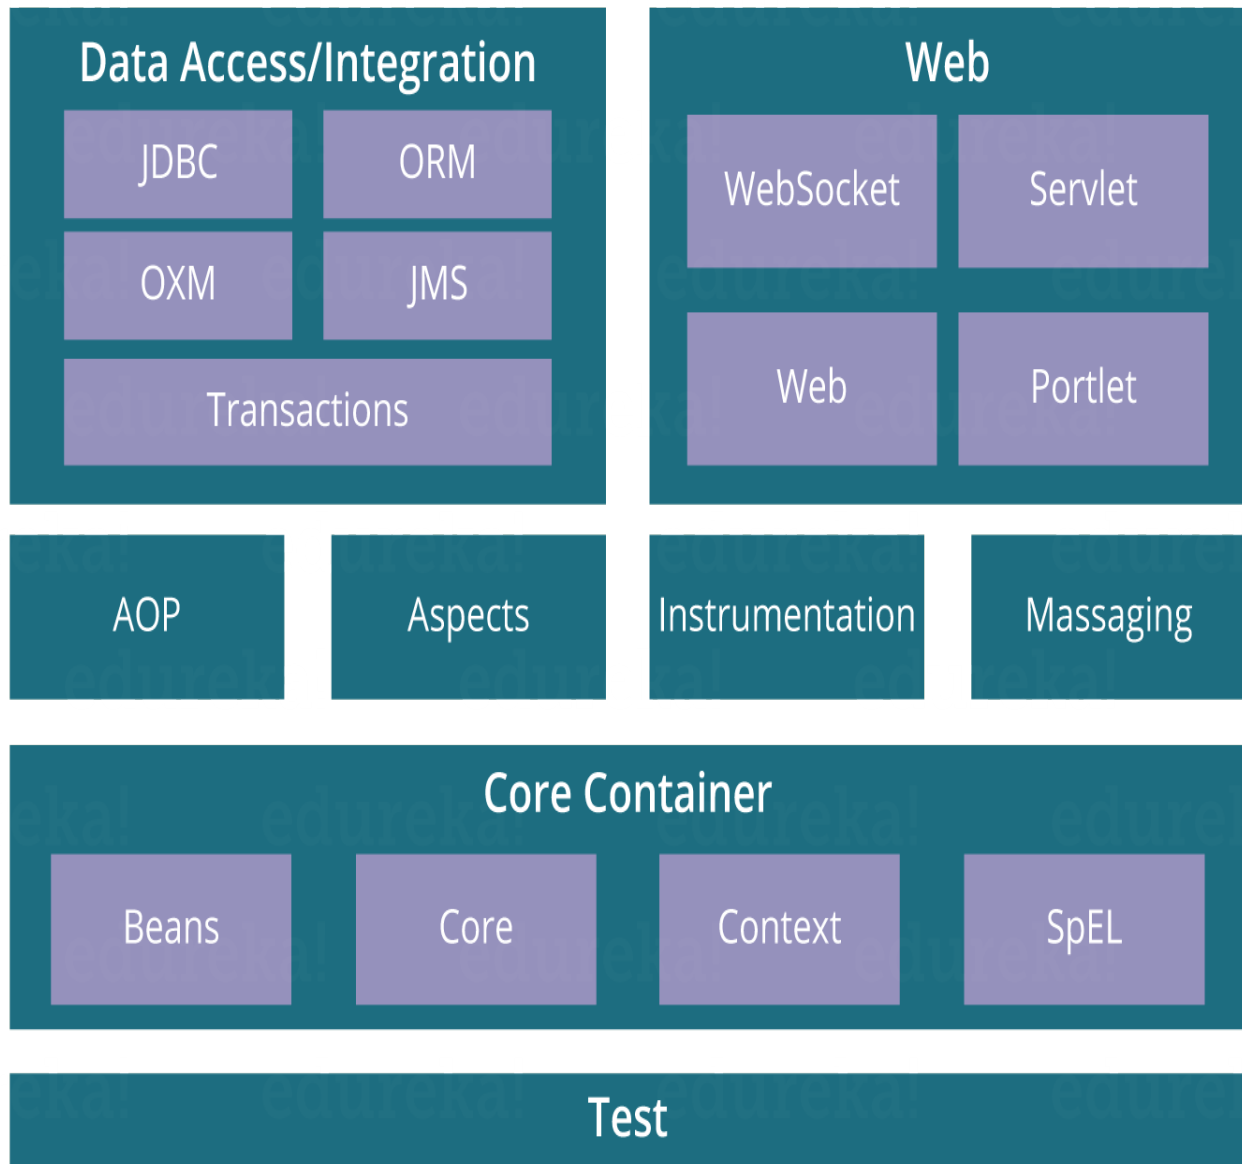 Data Access/Integration
JDBC
ORM
OXM
JMS
Transactions
Web
WebSocket
Servlet
Web
Portlet
AOP
Aspects
Instrumentation
Massaging
Core Container
Beans
Core
Context
SpEL
Test
edureka!